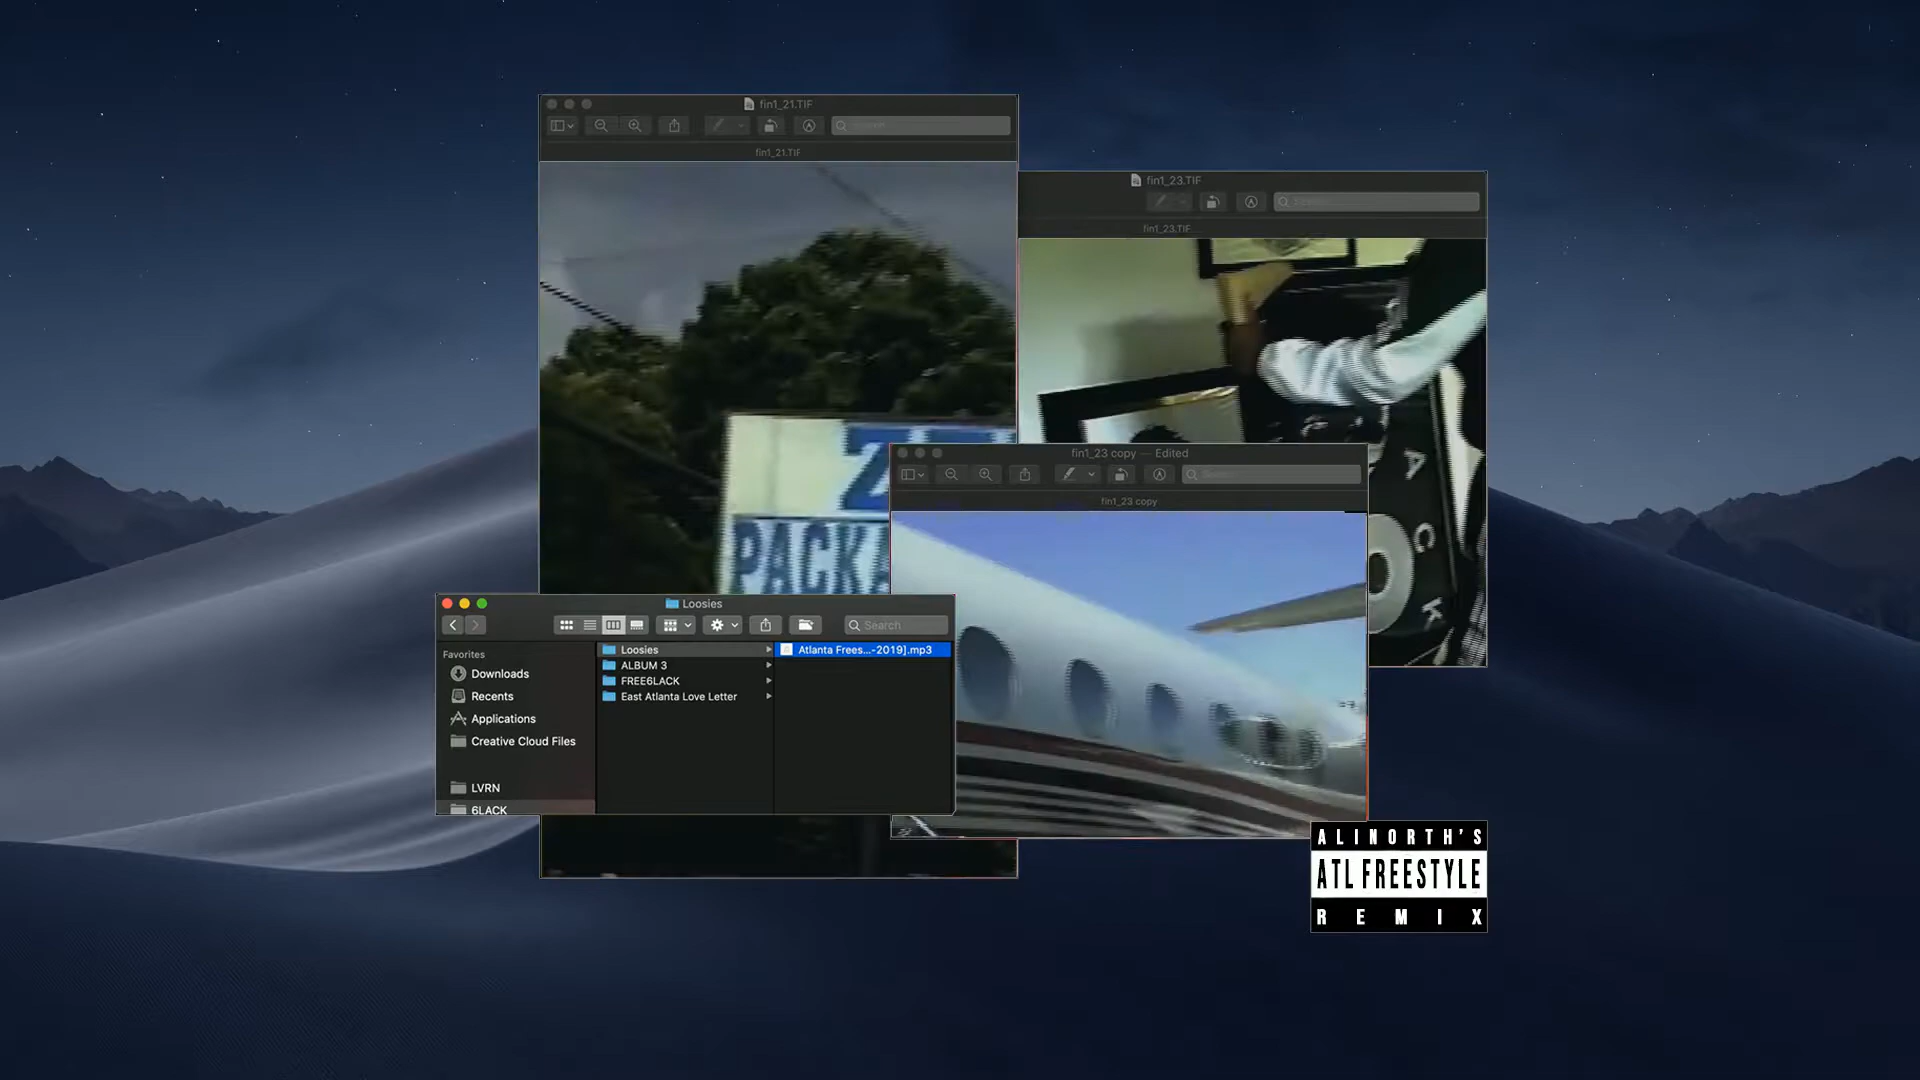 fin1_21.TIF
fin1_21.TIF
fin1_23.TIF
fin1_23.TIF
Z
PACKA
A
C
K
O
fin1_23 copy — Edited
Search
fin1_23 copy
Loosies
Search
Favorites
Downloads
Recents
Applications
Creative Cloud Files
LVRN
6LACK
Loosies
ALBUM 3
FREE6LACK
East Atlanta Love Letter
Atlanta Frees...-2019].mp3
ALINORTH'S
ATL FREESTYLE
REMIX